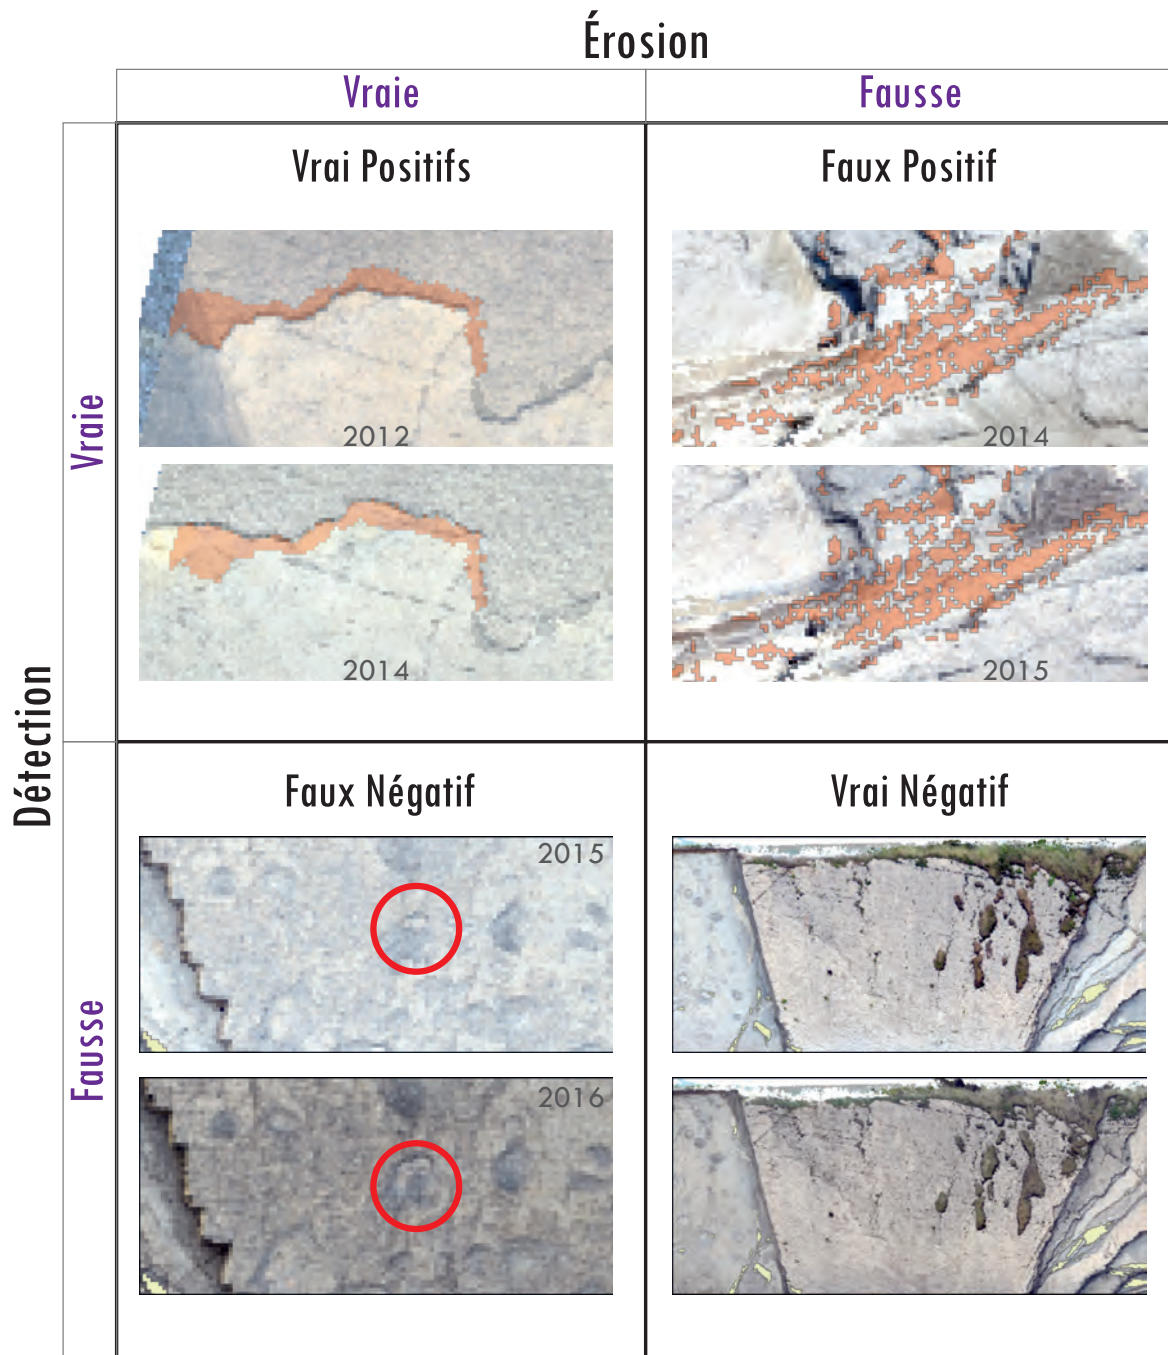 Érosion
Vraie
Fausse
Détection
Vraie
Vrai Positifs
2012
2014
Faux Positif
2014
2015
Fausse
Faux Négatif
2015
2016
Vrai Négatif